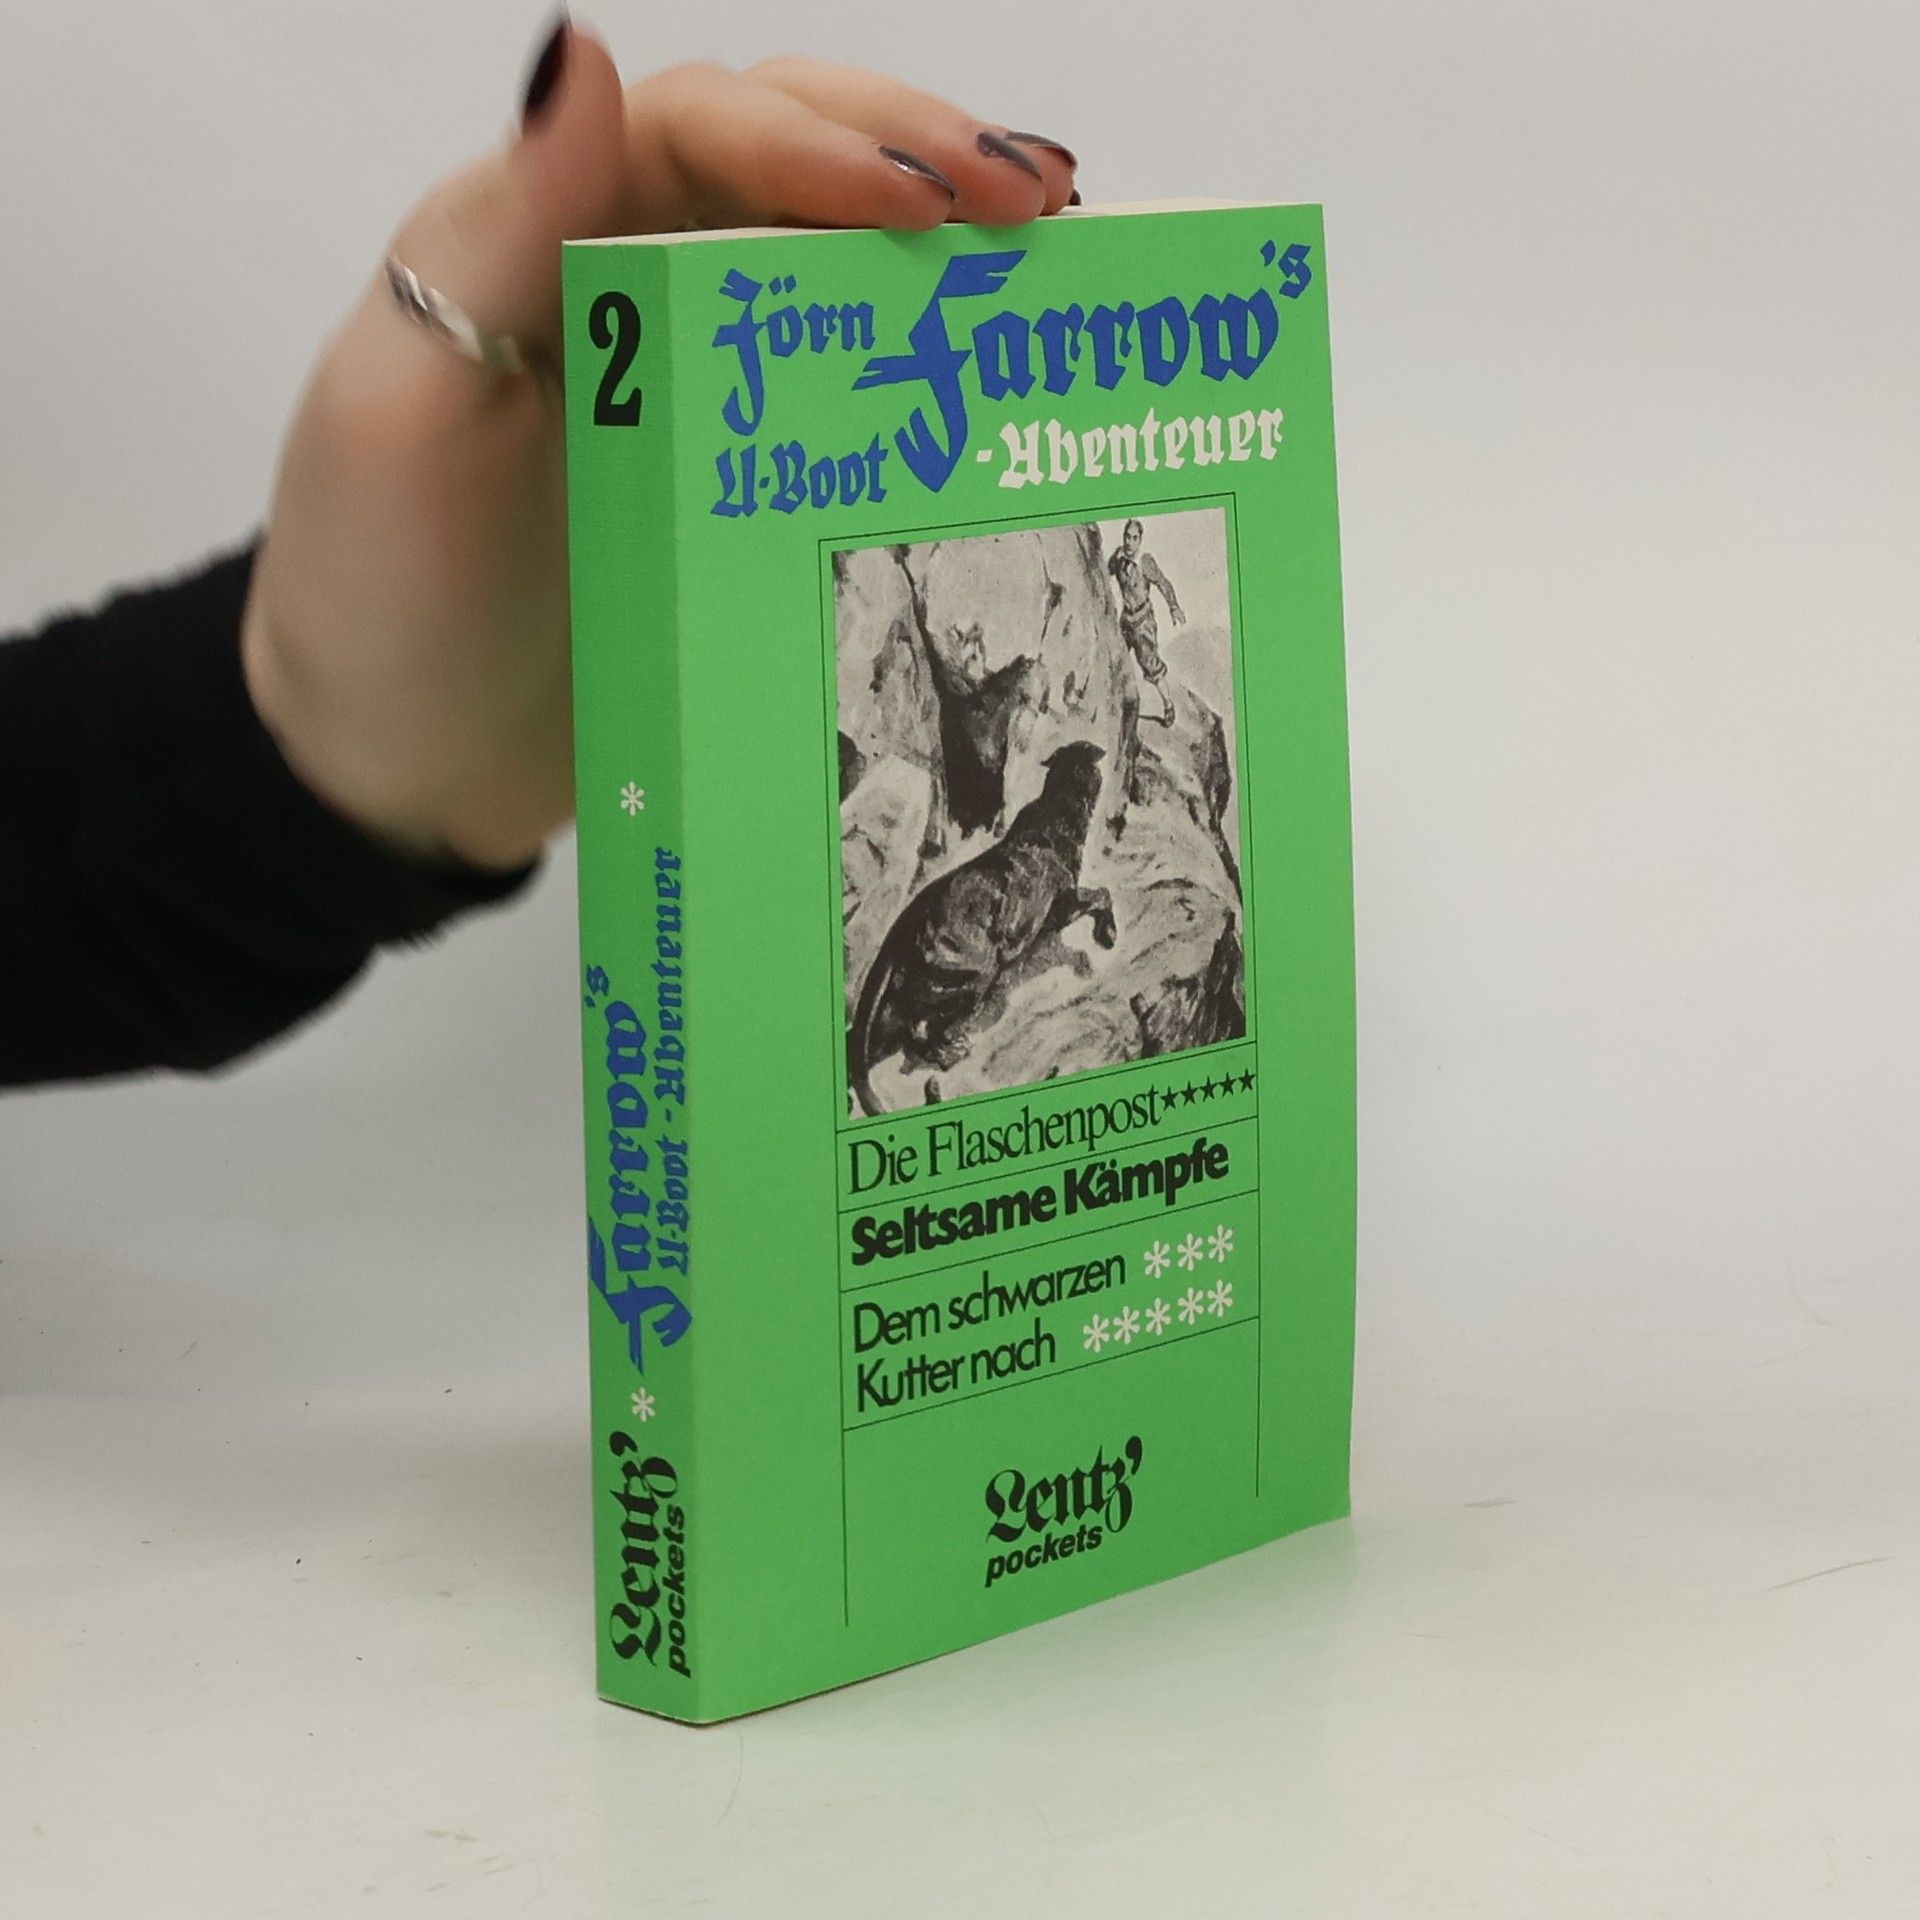 2
Jörn
Farrow's
U-Boot
-Abenteuer
Die Flaschenpost★★★★★
Seltsame Kämpfe
Dem schwarzen ***
Kutter nach *****
Lentz'
pockets
*
Farrow's
U-Boot-Abenteuer
*
Lentz'
pockets